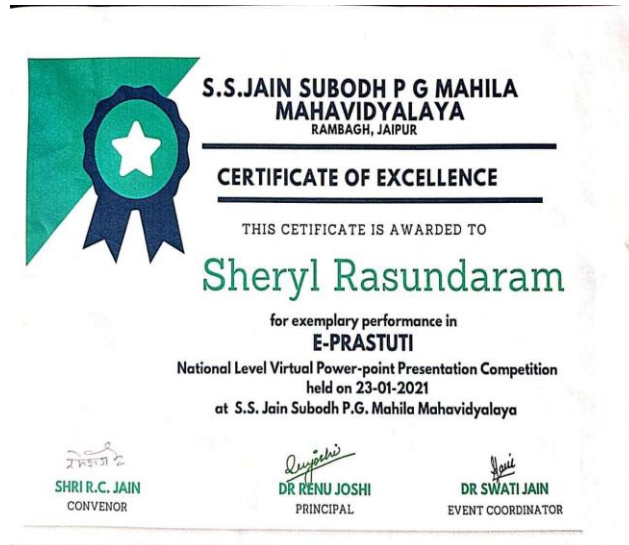 S.S.JAIN SUBODH P G MAHILA
MAHAVIDYALAYA
RAMBAGH, JAIPUR
CERTIFICATE OF EXCELLENCE
THIS CETIFICATE IS AWARDED TO
Sheryl Rasundaram
for exemplary performance in
E-PRASTUTI
National Level Virtual Power-point Presentation Competition
held on 23-01-2021
at S.S. Jain Subodh P.G. Mahila Mahavidyalaya
SHRI R.C. JAIN
CONVENOR
DR RENU JOSHI
PRINCIPAL
DR SWATI JAIN
EVENT COORDINATOR